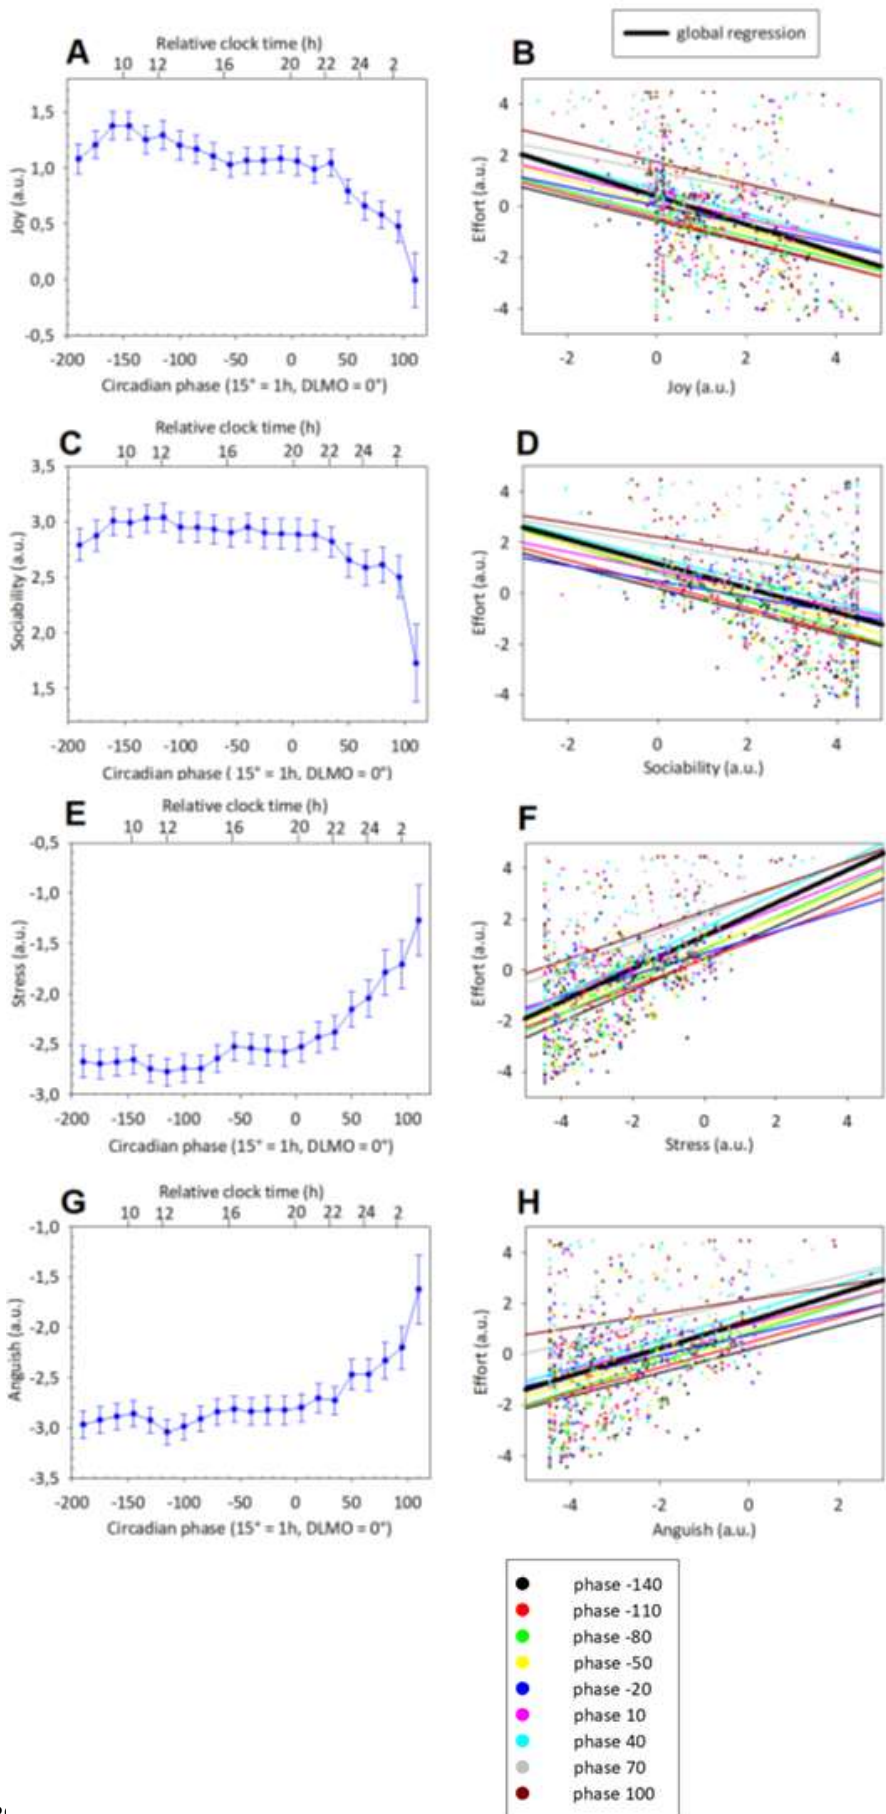 A
Relative clock time (h)
10 12 16 20 22 24 2
1,5
1,0
0,5
0,0
-0,5
Joy (a.u.)
-200 -150 -100 -50 0 50 100
Circadian phase (15° = 1h, DLMO = 0°)
global regression
B
4
2
0
-2
-4
Effort (a.u.)
-2 0 2 4
Joy (a.u.)
C
Relative clock time (h)
10 12 16 20 22 24 2
3,5
3,0
2,5
2,0
1,5
Sociability (a.u.)
-200 -150 -100 -50 0 50 100
Circadian phase ( 15° = 1h, DLMO = 0°)
D
4
2
0
-2
-4
Effort (a.u.)
-2 0 2 4
Sociability (a.u.)
E
Relative clock time (h)
10 12 16 20 22 24 2
-0,5
-1,0
-1,5
-2,0
-2,5
-3,0
Stress (a.u.)
-200 -150 -100 -50 0 50 100
Circadian phase (15° = 1h, DLMO = 0°)
F
4
2
0
-2
-4
Effort (a.u.)
-4 -2 0 2 4
Stress (a.u.)
G
Relative clock time (h)
10 12 16 20 22 24 2
-1,0
-1,5
-2,0
-2,5
-3,0
-3,5
Anguish (a.u.)
-200 -150 -100 -50 0 50 100
Circadian phase (15° = 1h, DLMO = 0°)
H
4
2
0
-2
-4
Effort (a.u.)
-4 -2 0 2
Anguish (a.u.)
phase -140
phase -110
phase -80
phase -50
phase -20
phase 10
phase 40
phase 70
phase 100